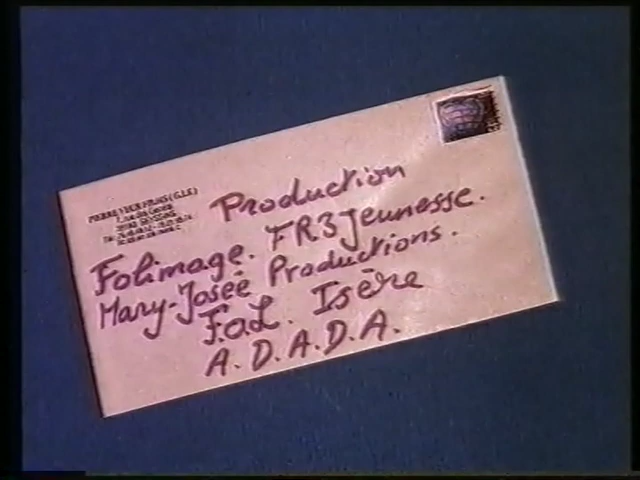 Production
Folimage. FR3 Jeunesse.
Mary-Josée Productions.
F.O.L. Isère
A.D.A.D.A.